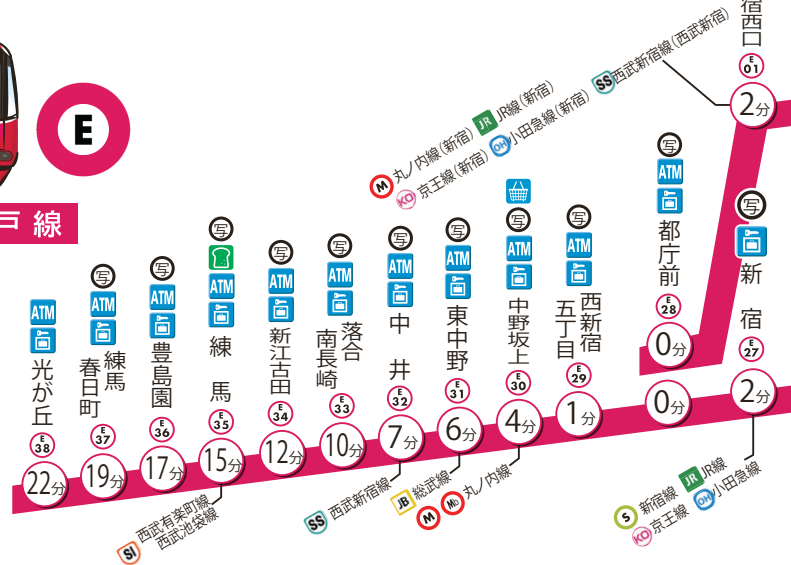 E
戸線
宿西口
E 01
2分
SS 西武新宿線(西武新宿)
JR JR線(新宿)
OH 小田急線(新宿)
M 丸ノ内線(新宿)
KO 京王線(新宿)
ATM
光が丘
E 38
22分
写
ATM
練馬
春日町
E 37
19分
写
ATM
豊島園
E 36
17分
写
ATM
練馬
E 35
15分
写
ATM
新江古田
E 34
12分
写
ATM
落合
南長崎
E 33
10分
写
ATM
中井
E 32
7分
写
ATM
東中野
E 31
6分
写
ATM
中野坂上
E 30
4分
写
ATM
西新宿
五丁目
E 29
1分
写
ATM
都庁前
E 28
0分
0分
写
新宿
E 27
2分
SI 西武有楽町線
西武池袋線
SS 西武新宿線
JB 総武線
M Mb 丸ノ内線
S 新宿線
JR JR線
KO 京王線
OH 小田急線